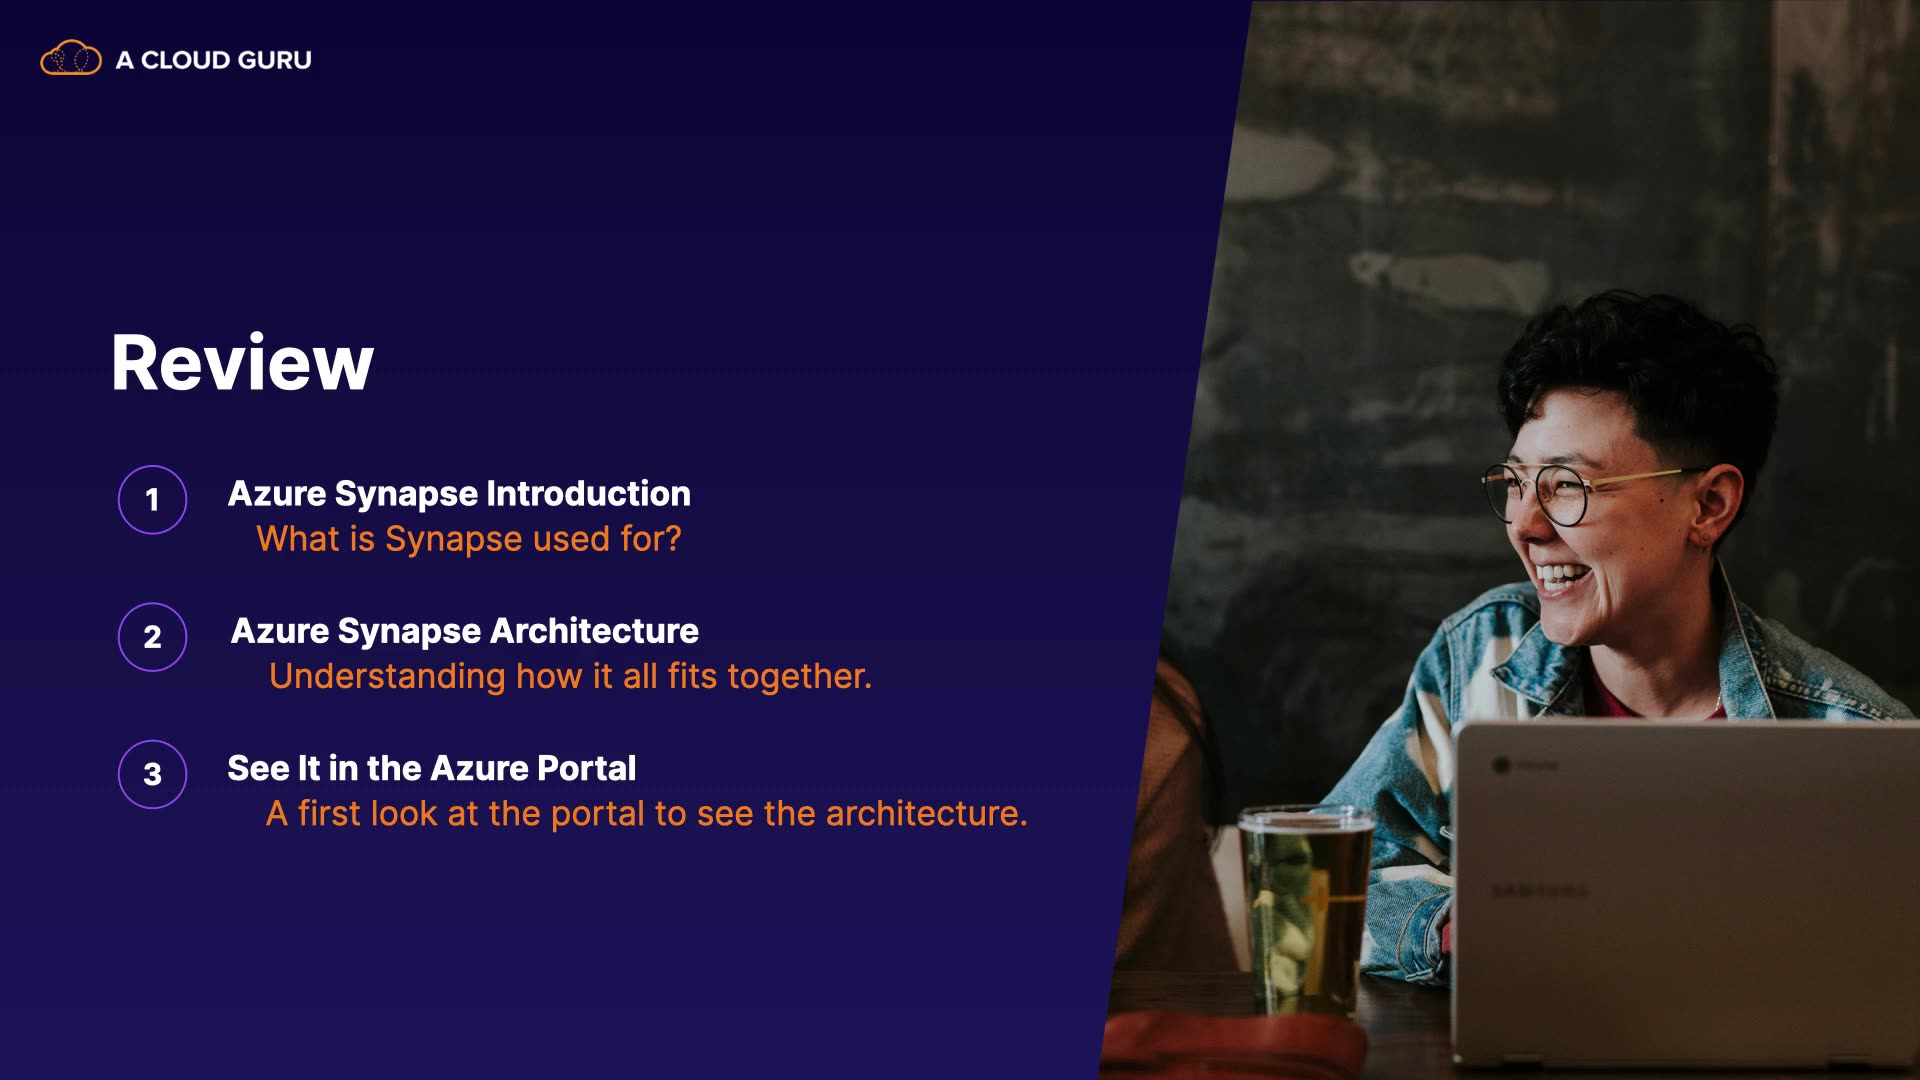 A CLOUD GURU
Review
1
Azure Synapse Introduction
What is Synapse used for?
2
Azure Synapse Architecture
Understanding how it all fits together.
3
See It in the Azure Portal
A first look at the portal to see the architecture.
SAMSUNG